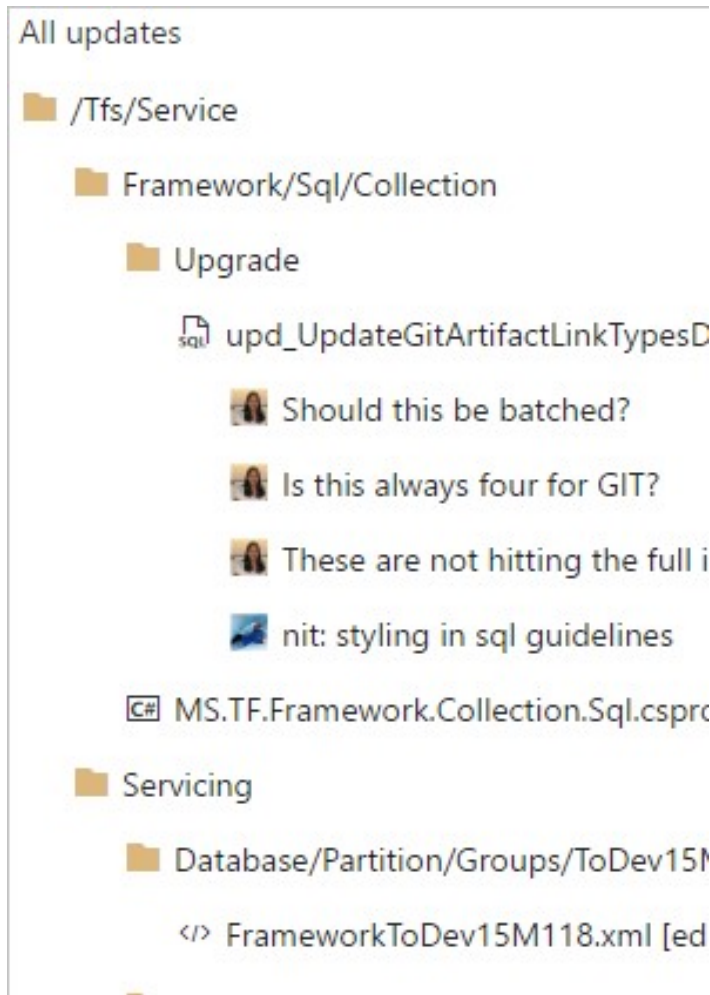 All updates
/Tfs/Service
Framework/Sql/Collection
Upgrade
SQL upd_UpdateGitArtifactLinkTypesD
Should this be batched?
Is this always four for GIT?
These are not hitting the full i
nit: styling in sql guidelines
C# MS.TF.Framework.Collection.Sql.cspro
Servicing
Database/Partition/Groups/ToDev15M
</> FrameworkToDev15M118.xml [ed